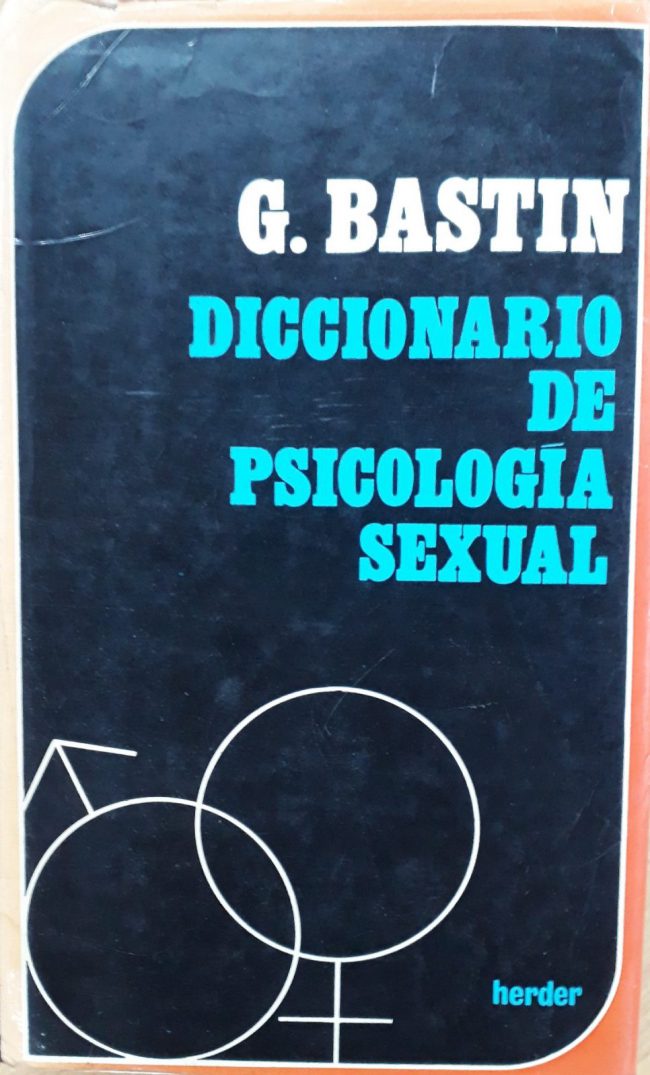 G. BASTIN
DICCIONARIO
DE
PSICOLOGÍA
SEXUAL
herder